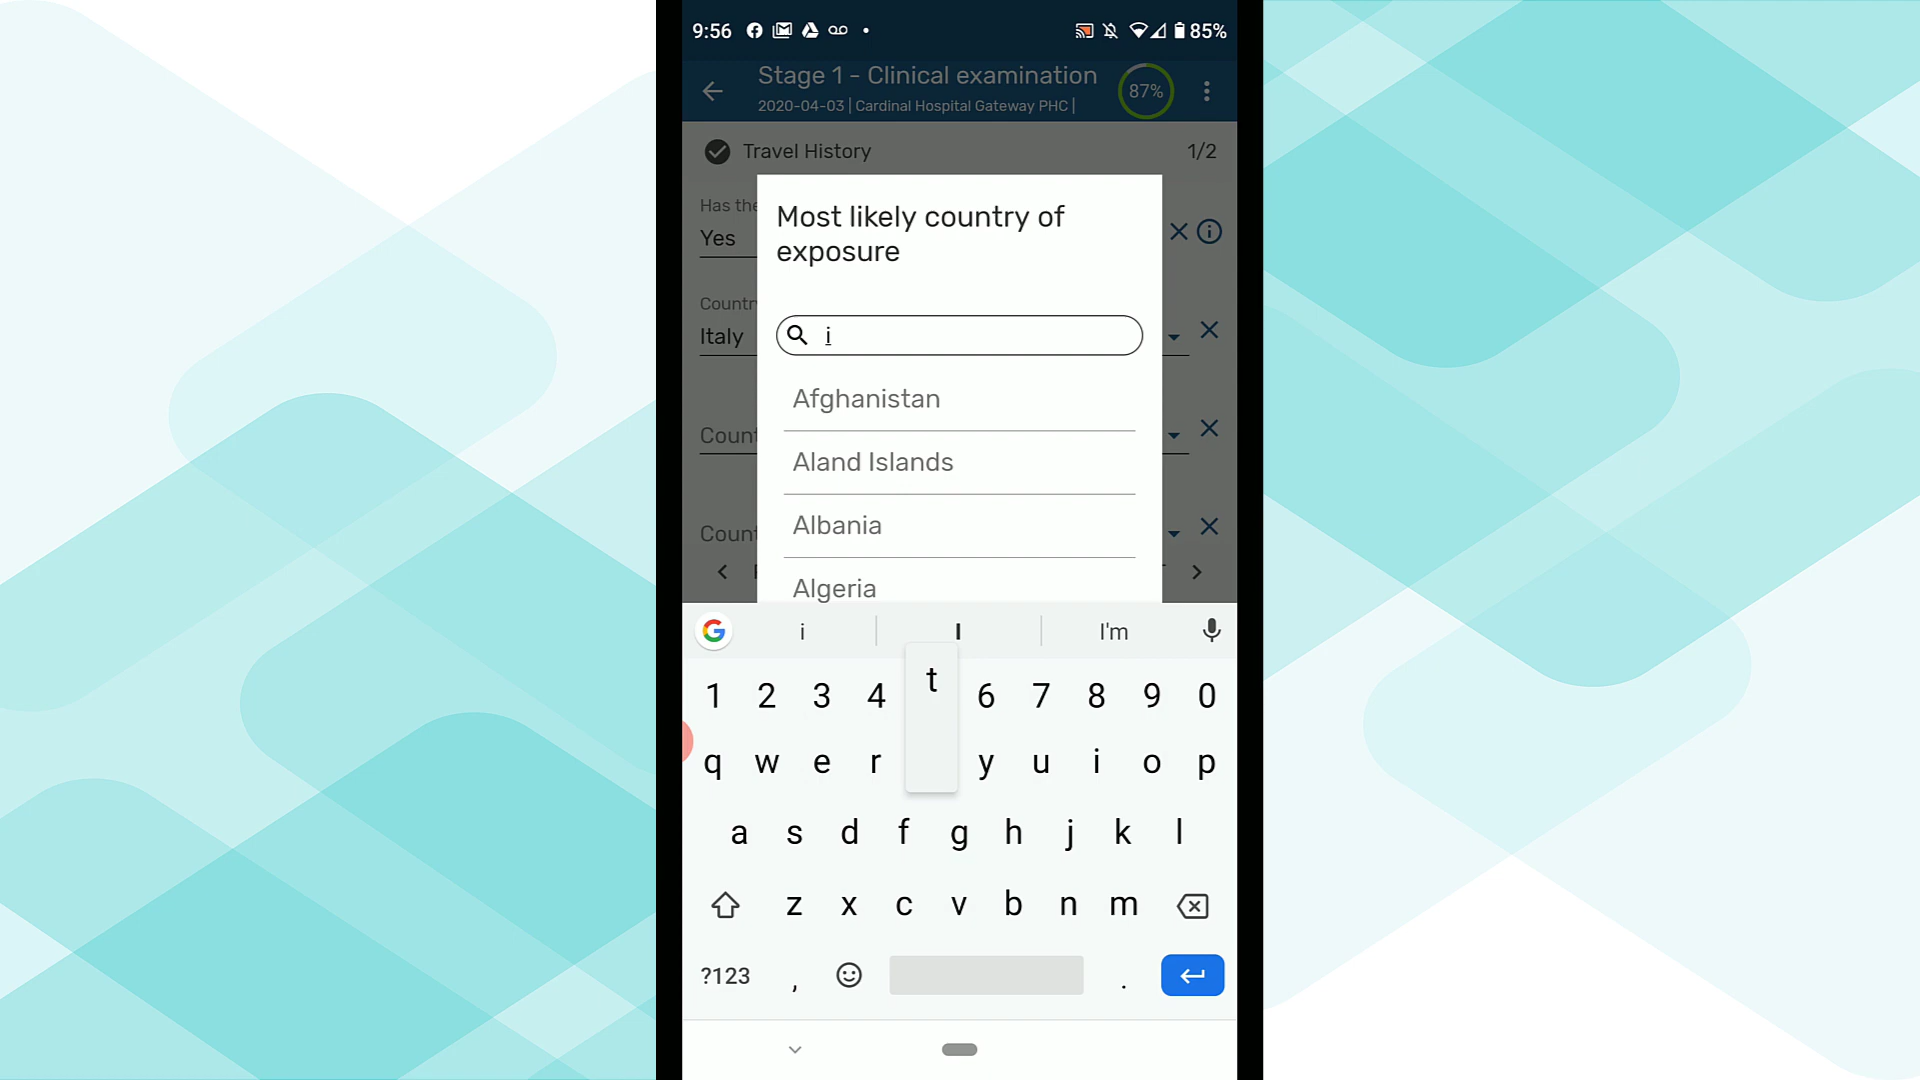 9:56
85%
Stage 1 - Clinical examination
2020-04-03 | Cardinal Hospital Gateway PHC |
87%
Travel History
1/2
Has the
Yes
Most likely country of
exposure
Countr
Italy
i
Afghanistan
Count
Aland Islands
Albania
Count
Algeria
i I I'm
1 2 3 4 t 6 7 8 9 0
q w e r y u i o p
a s d f g h j k l
z x c v b n m
?123 , .